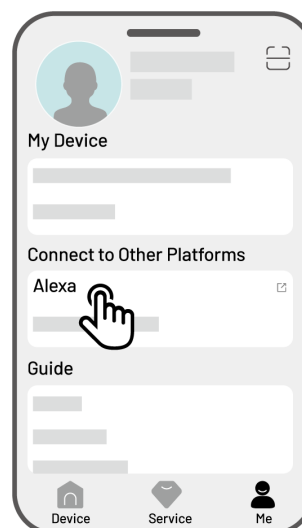 My Device
Connect to Other Platforms
Alexa
Guide
Device Service Me